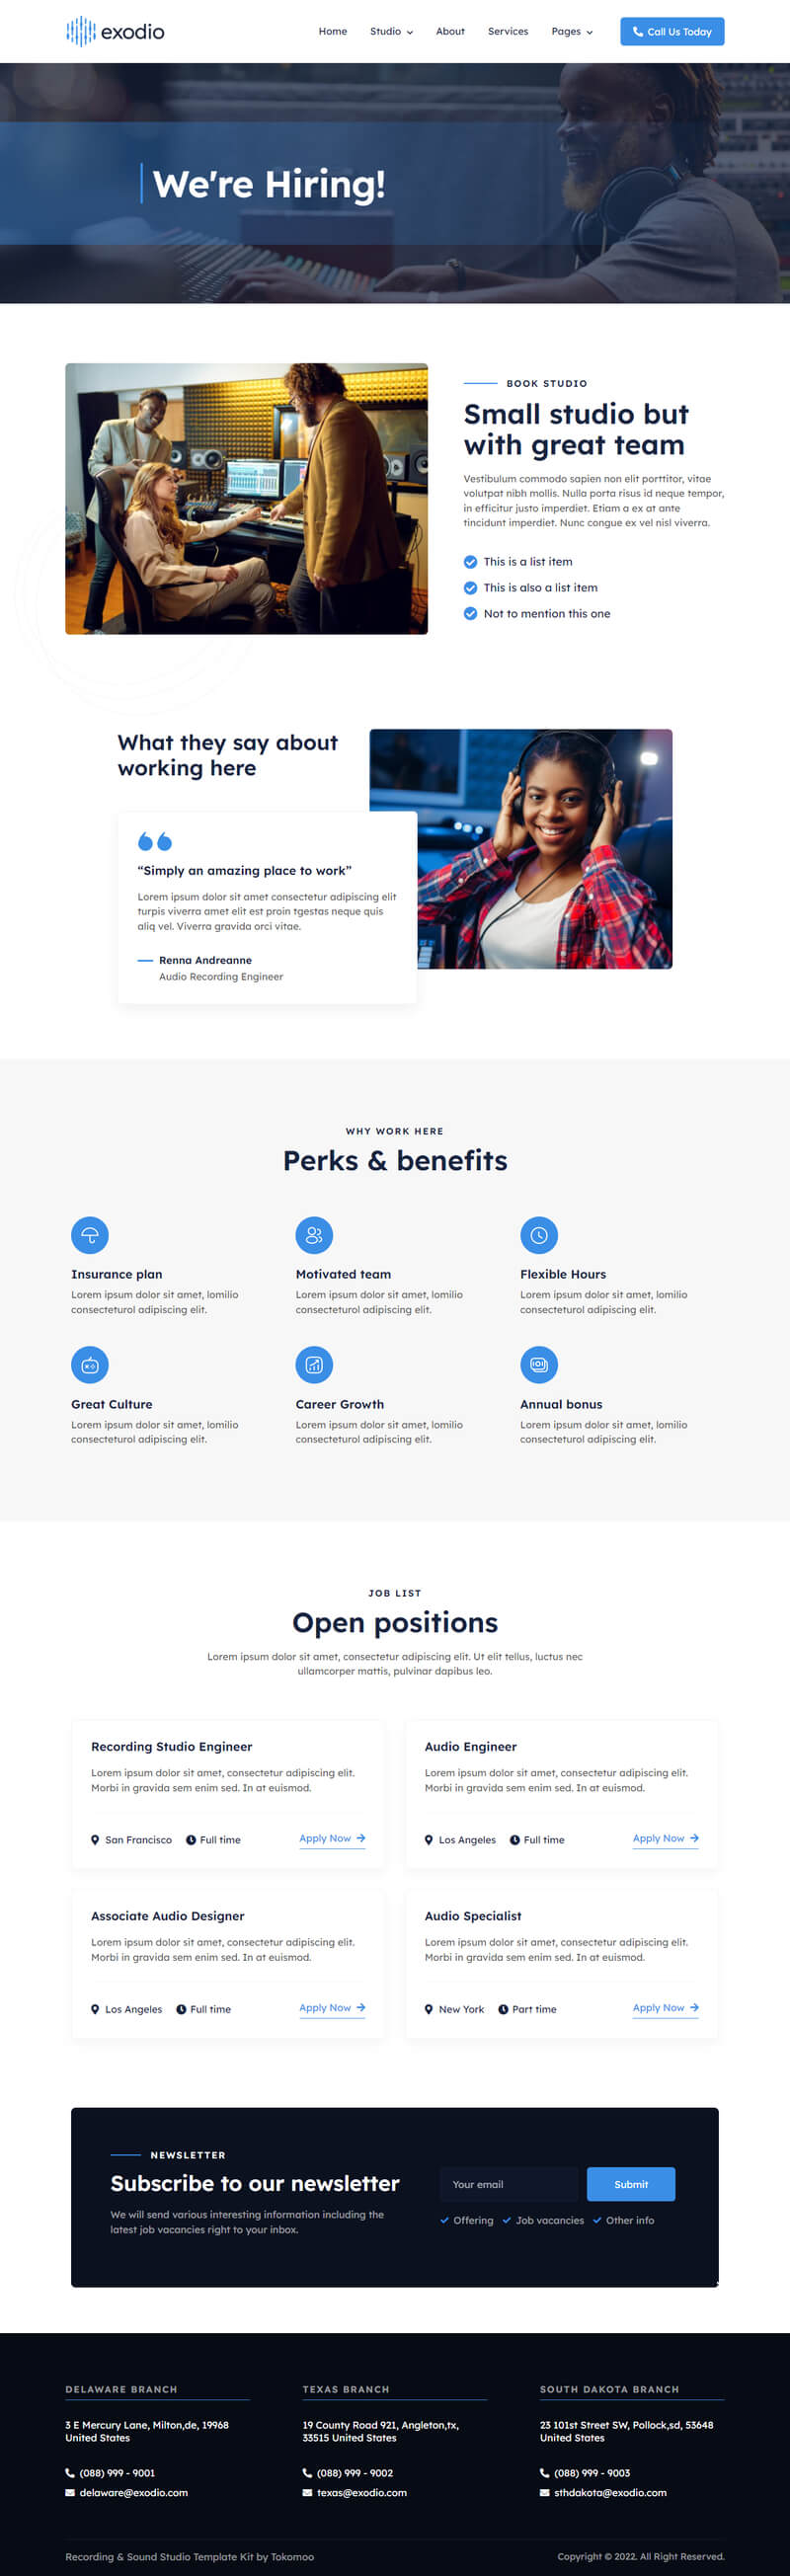 exodio
Home Studio About Services Pages Call Us Today
We're Hiring!
BOOK STUDIO
Small studio but
with great team
Vestibulum commodo sapien non elit porttitor, vitae
volutpat nibh mollis. Nulla porta risus id neque tempor,
in efficitur justo imperdiet. Etiam a ex at ante
tincidunt imperdiet. Nunc congue ex vel nisl viverra.
This is a list item
This is also a list item
Not to mention this one
What they say about
working here
“Simply an amazing place to work”
Lorem ipsum dolor sit amet consectetur adipiscing elit
turpis viverra amet elit est proin tgestas neque quis
aliq vel. Viverra gravida orci vitae.
Renna Andreanne
Audio Recording Engineer
WHY WORK HERE
Perks & benefits
Insurance plan
Lorem ipsum dolor sit amet, lomilio
consecteturol adipiscing elit.
Motivated team
Lorem ipsum dolor sit amet, lomilio
consecteturol adipiscing elit.
Flexible Hours
Lorem ipsum dolor sit amet, lomilio
consecteturol adipiscing elit.
Great Culture
Lorem ipsum dolor sit amet, lomilio
consecteturol adipiscing elit.
Career Growth
Lorem ipsum dolor sit amet, lomilio
consecteturol adipiscing elit.
Annual bonus
Lorem ipsum dolor sit amet, lomilio
consecteturol adipiscing elit.
JOB LIST
Open positions
Lorem ipsum dolor sit amet, consectetur adipiscing elit. Ut elit tellus, luctus nec
ullamcorper mattis, pulvinar dapibus leo.
Recording Studio Engineer
Lorem ipsum dolor sit amet, consectetur adipiscing elit.
Morbi in gravida sem enim sed. In at euismod.
San Francisco Full time Apply Now
Audio Engineer
Lorem ipsum dolor sit amet, consectetur adipiscing elit.
Morbi in gravida sem enim sed. In at euismod.
Los Angeles Full time Apply Now
Associate Audio Designer
Lorem ipsum dolor sit amet, consectetur adipiscing elit.
Morbi in gravida sem enim sed. In at euismod.
Los Angeles Full time Apply Now
Audio Specialist
Lorem ipsum dolor sit amet, consectetur adipiscing elit.
Morbi in gravida sem enim sed. In at euismod.
New York Part time Apply Now
NEWSLETTER
Subscribe to our newsletter
We will send various interesting information including the
latest job vacancies right to your inbox.
Your email Submit
Offering Job vacancies Other info
DELAWARE BRANCH
3 E Mercury Lane, Milton,de, 19968
United States
(088) 999 - 9001
delaware@exodio.com
TEXAS BRANCH
19 County Road 921, Angleton,tx,
33515 United States
(088) 999 - 9002
texas@exodio.com
SOUTH DAKOTA BRANCH
23 101st Street SW, Pollock,sd, 53648
United States
(088) 999 - 9003
sthdakota@exodio.com
Recording & Sound Studio Template Kit by Tokomoo
Copyright © 2022. All Right Reserved.